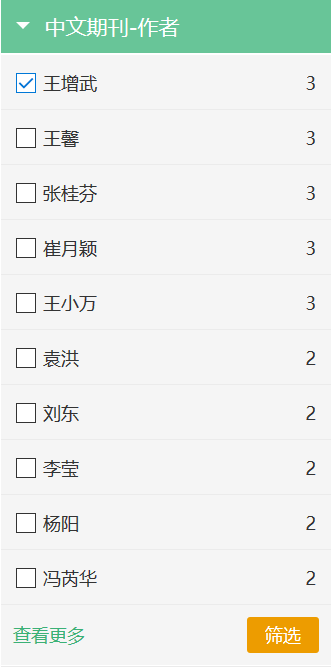 中文期刊-作者
王增武 3
王馨 3
张桂芬 3
崔月颖 3
王小万 3
袁洪 2
刘东 2
李莹 2
杨阳 2
冯芮华 2
查看更多 筛选